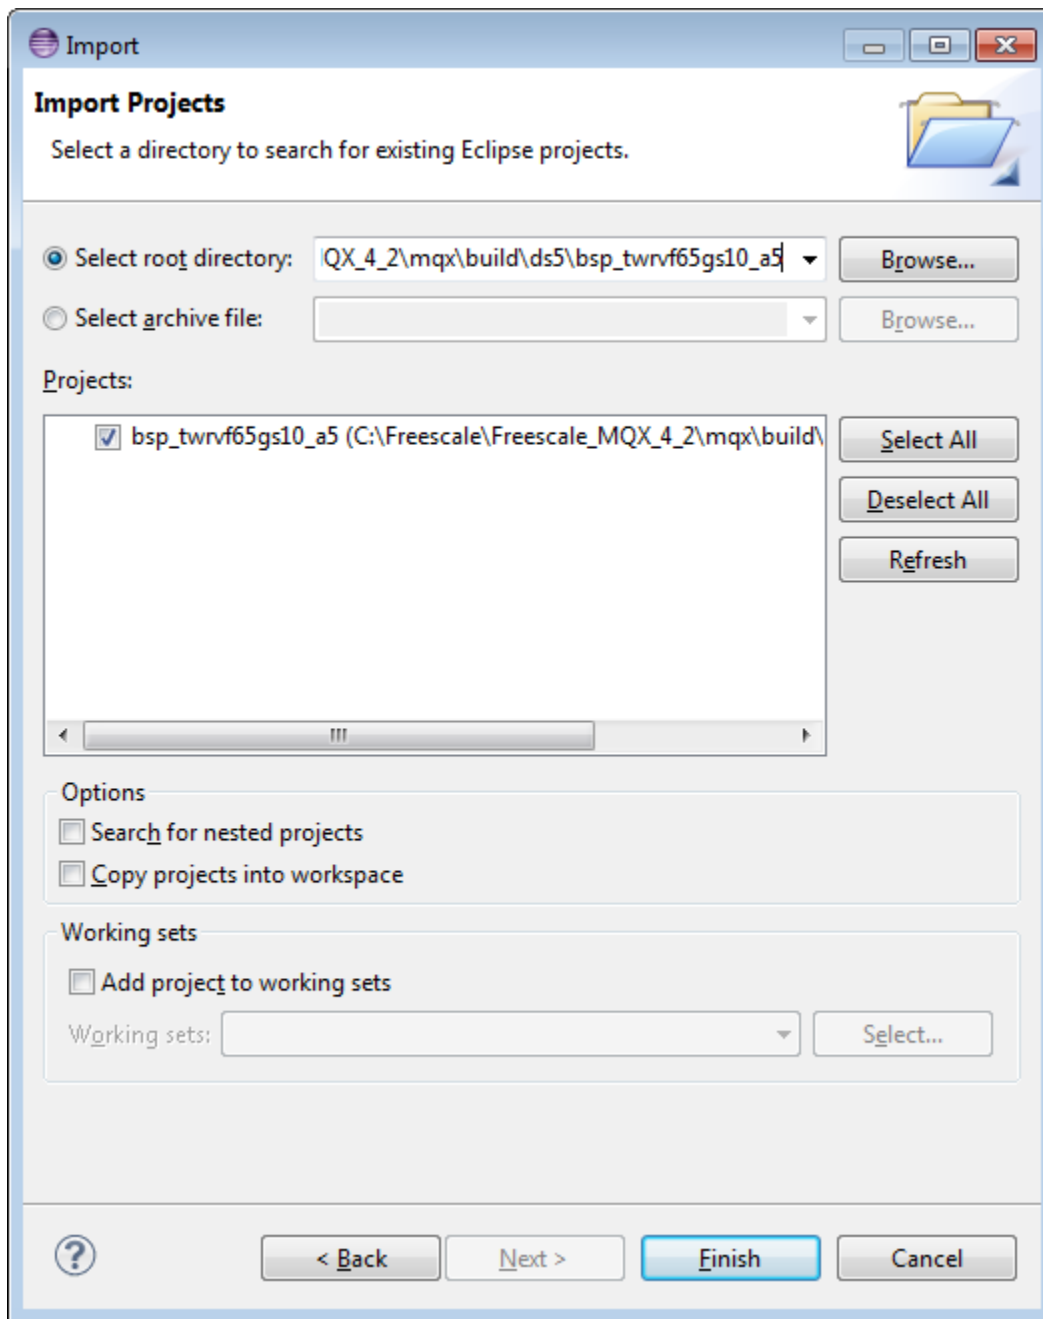 Import
Import Projects
Select a directory to search for existing Eclipse projects.
Select root directory: QX_4_2\mqx\build\ds5\bsp_twrvf65gs10_a5 Browse...
Select archive file: Browse...
Projects:
bsp_twrvf65gs10_a5 (C:\Freescale\Freescale_MQX_4_2\mqx\build\
Select All
Deselect All
Refresh
Options
Search for nested projects
Copy projects into workspace
Working sets
Add project to working sets
Working sets: Select...
? < Back Next > Finish Cancel